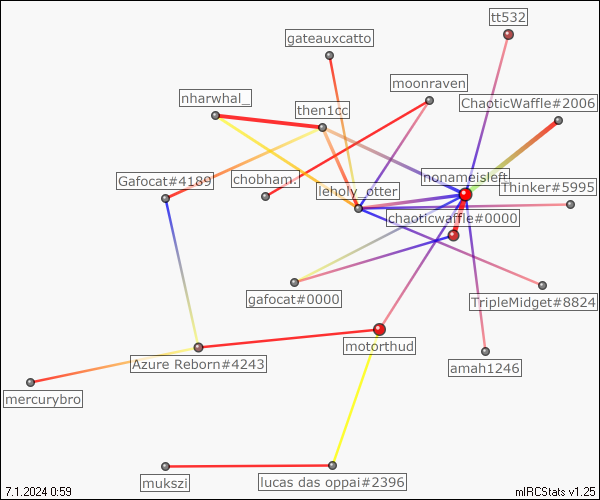 tt532
gateauxcatto
moonraven
nharwhal_
ChaoticWaffle#2006
then1cc
Gafocat#4189
chobham.
nonameisleft
Thinker#5995
leholy_otter
chaoticwaffle#0000
gafocat#0000
TripleMidget#8824
motorthud
Azure Reborn#4243
amah1246
mercurybro
mukszi
lucas das oppai#2396
7.1.2024 0:59
mIRCStats v1.25